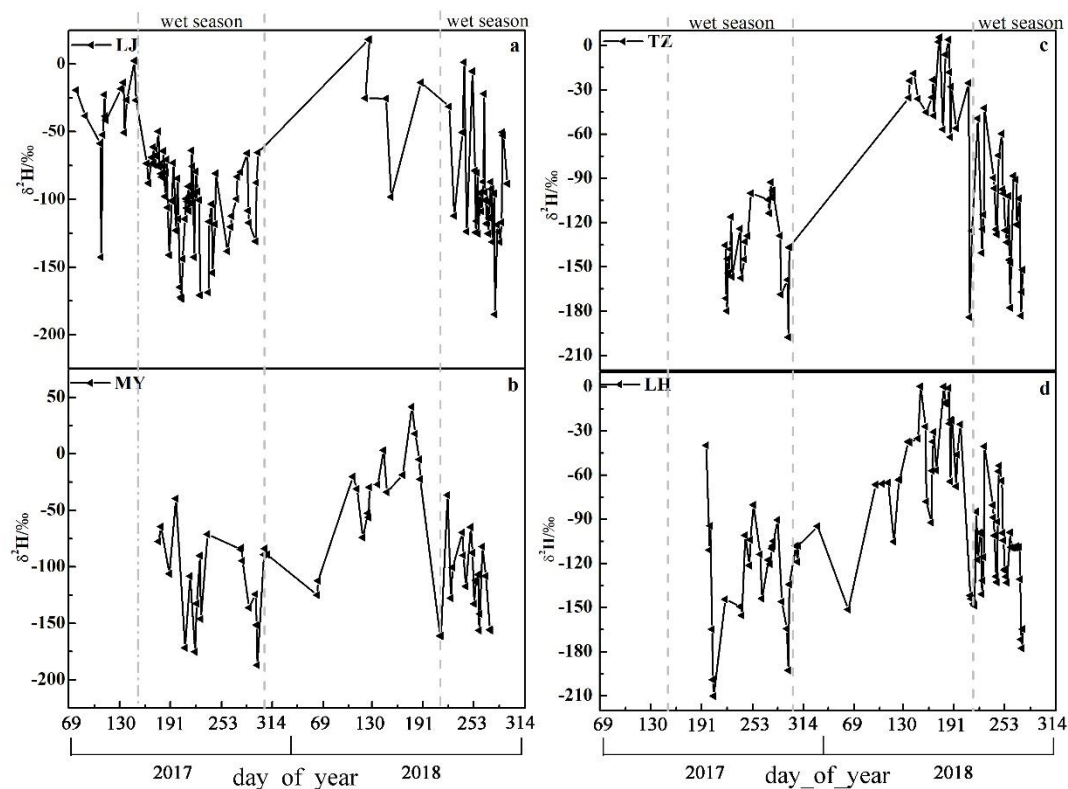 wet season wet season
LJ a
0
-50
-100
-150
-200
δ²H/‰
MY b
50
0
-50
-100
-150
-200
δ²H/‰
69 130 191 253 314 69 130 191 253 314
2017 day of year 2018
wet season wet season
TZ c
0
-30
-60
-90
-120
-150
-180
-210
δ²H/‰
LH d
0
-30
-60
-90
-120
-150
-180
-210
δ²H/‰
69 130 191 253 314 69 130 191 253 314
2017 day_of_year 2018